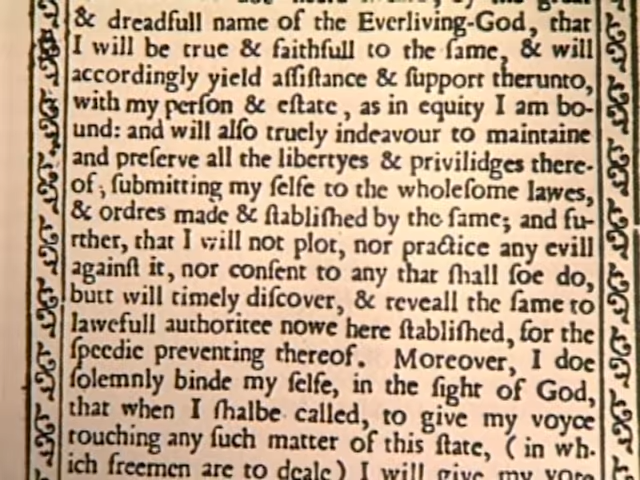 & dreadfull name of the Everliving-God, that
I will be true & faithfull to the ſame, & will
accordingly yield aſſiſtance & ſupport therunto,
with my perſon & eſtate, as in equity I am bo-
und: and will alſo truely indeavour to maintaine
and preſerve all the libertyes & privilidges there-
of, ſubmitting my ſelfe to the wholeſome lawes,
& ordres made & ſtabliſhed by the ſame; and fu-
rther, that I will not plot, nor practice any evill
againſt it, nor conſent to any that ſhall ſoe do,
butt will timely diſcover, & reveall the ſame to
lawefull authoritee nowe here ſtabliſhed, for the
ſpeedie preventing thereof. Moreover, I doe
ſolemnly binde my ſelfe, in the ſight of God,
that when I ſhalbe called, to give my voyce
touching any ſuch matter of this ſtate, (in wh-
ich freemen are to deale) I will give my vote